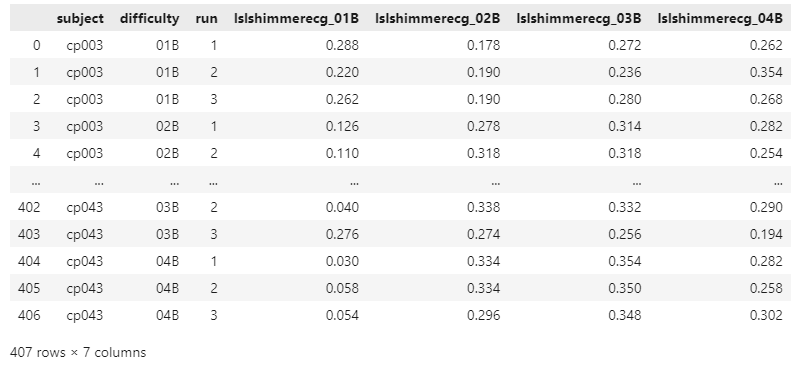 subject difficulty run lslshimmerecg_01B lslshimmerecg_02B lslshimmerecg_03B lslshimmerecg_04B
0 cp003 01B 1 0.288 0.178 0.272 0.262
1 cp003 01B 2 0.220 0.190 0.236 0.354
2 cp003 01B 3 0.262 0.190 0.280 0.268
3 cp003 02B 1 0.126 0.278 0.314 0.282
4 cp003 02B 2 0.110 0.318 0.318 0.254
... ... ... ... ... ... ... ...
402 cp043 03B 2 0.040 0.338 0.332 0.290
403 cp043 03B 3 0.276 0.274 0.256 0.194
404 cp043 04B 1 0.030 0.334 0.354 0.282
405 cp043 04B 2 0.058 0.334 0.350 0.258
406 cp043 04B 3 0.054 0.296 0.348 0.302
407 rows × 7 columns